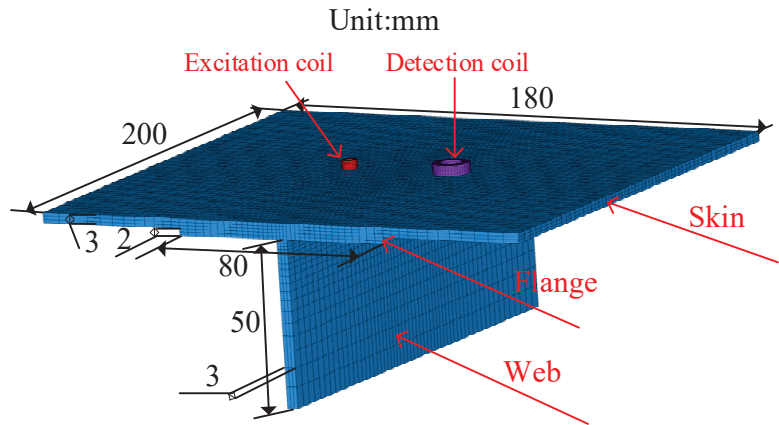 Unit:mm
Excitation coil
Detection coil
180
200
Skin
3
2
80
Flange
50
3
Web